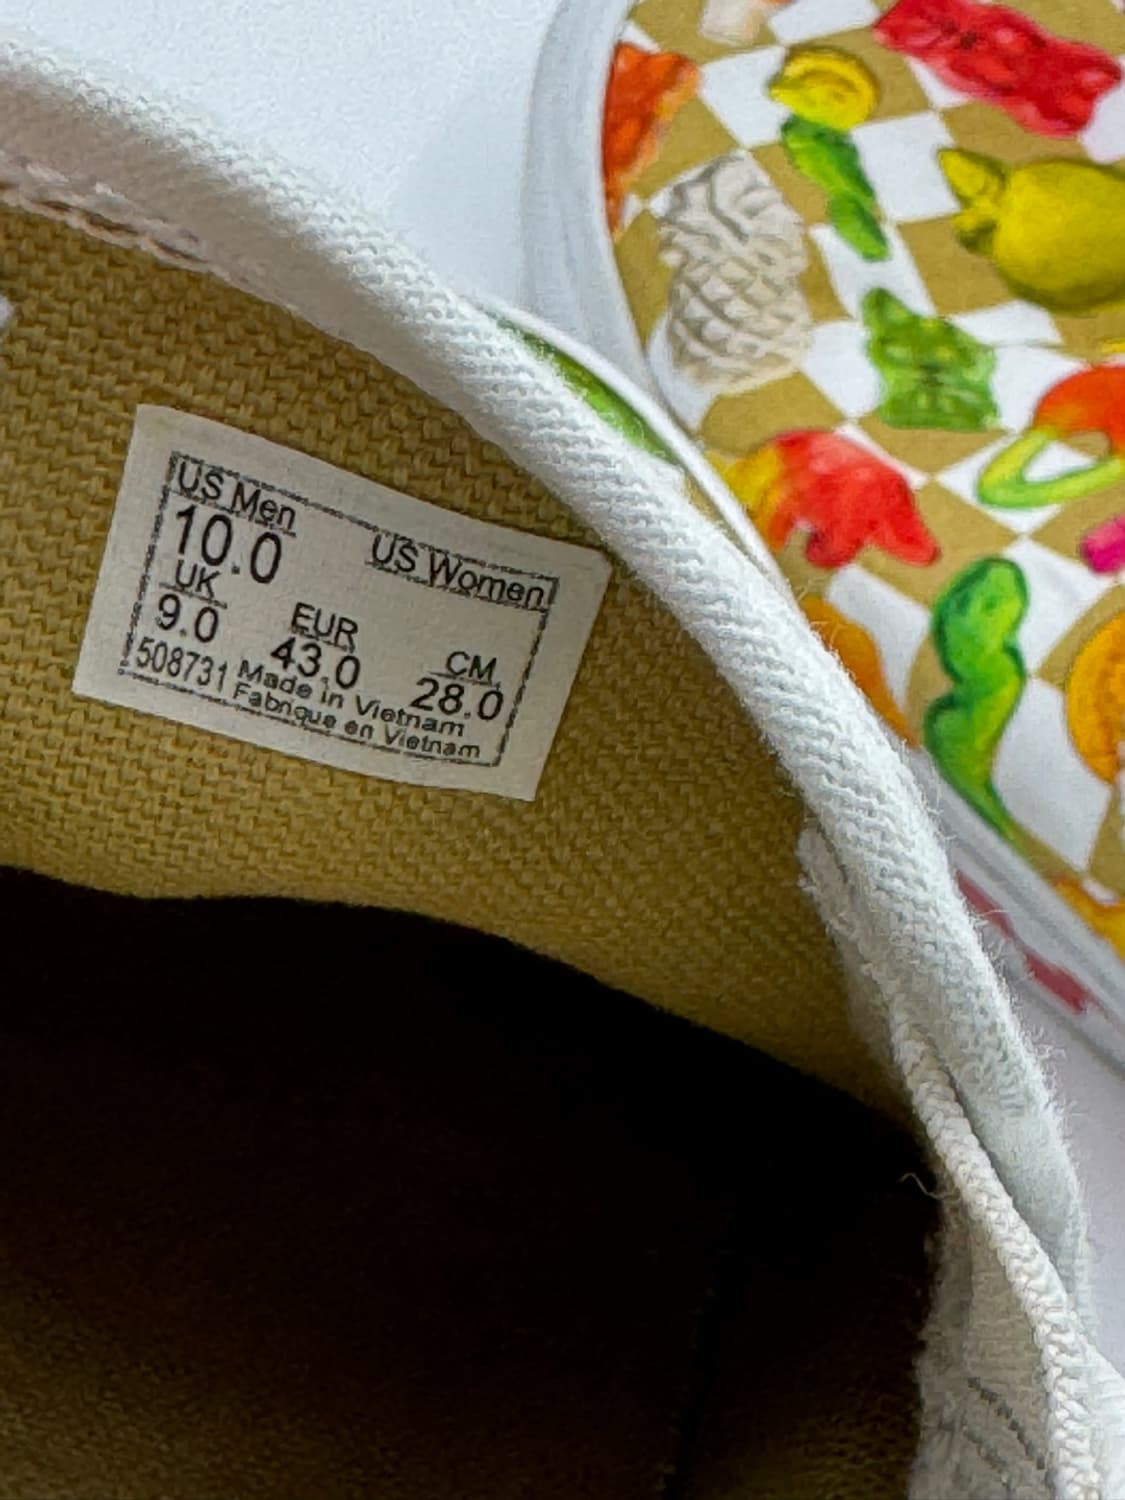 US Men
10.0
US Women
UK
9.0
EUR
43.0
CM
28.0
508731
Made in Vietnam
Fabrique en Vietnam